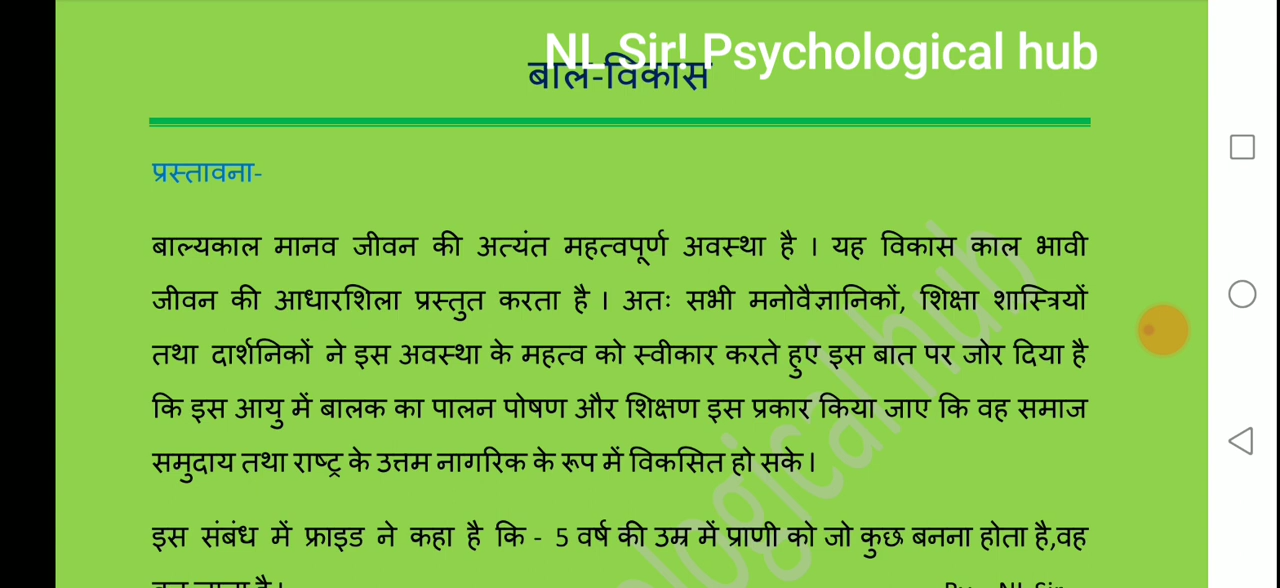 NL Sir! Psychological hub
बाल-विकास
प्रस्तावना-
बाल्यकाल मानव जीवन की अत्यंत महत्वपूर्ण अवस्था है । यह विकास काल भावी
जीवन की आधारशिला प्रस्तुत करता है । अतः सभी मनोवैज्ञानिकों, शिक्षा शास्त्रियों
तथा दार्शनिकों ने इस अवस्था के महत्व को स्वीकार करते हुए इस बात पर जोर दिया है
कि इस आयु में बालक का पालन पोषण और शिक्षण इस प्रकार किया जाए कि वह समाज
समुदाय तथा राष्ट्र के उत्तम नागरिक के रूप में विकसित हो सके ।
इस संबंध में फ्राइड ने कहा है कि - 5 वर्ष की उम्र में प्राणी को जो कुछ बनना होता है,वह